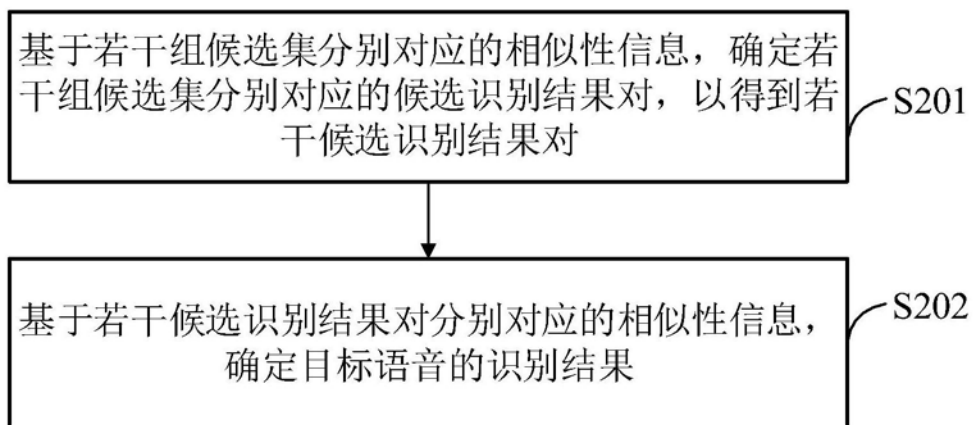 基于若干组候选集分别对应的相似性信息，确定若
干组候选集分别对应的候选识别结果对，以得到若
干候选识别结果对
S201
基于若干候选识别结果对分别对应的相似性信息，
确定目标语音的识别结果
S202